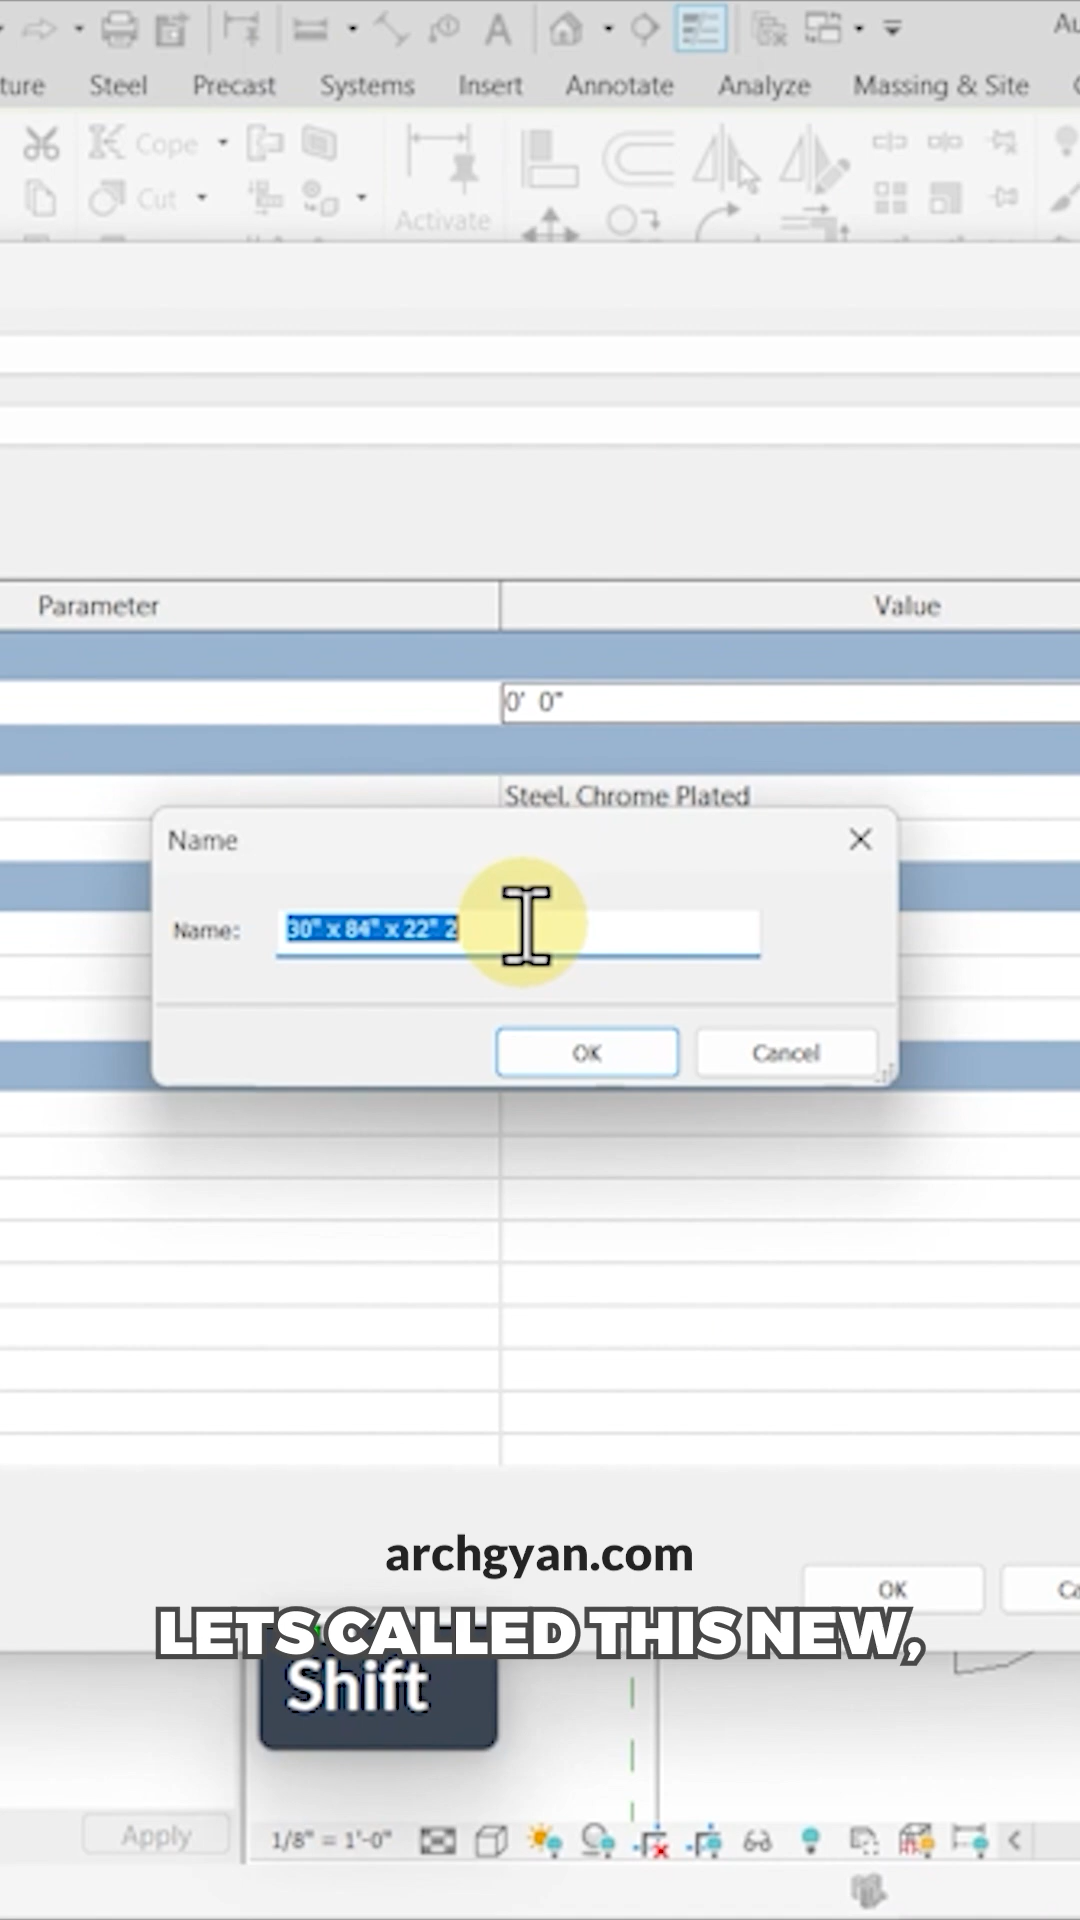 Au
ture Steel Precast Systems Insert Annotate Analyze Massing & Site
Cope
Cut
Activate
Parameter Value
0' 0"
Steel, Chrome Plated
Name
Name: 30" x 84" x 22" 2
OK Cancel
archgyan.com
OK Ca
LETS CALLED THIS NEW,
Shift
Apply 1/8" = 1'-0"